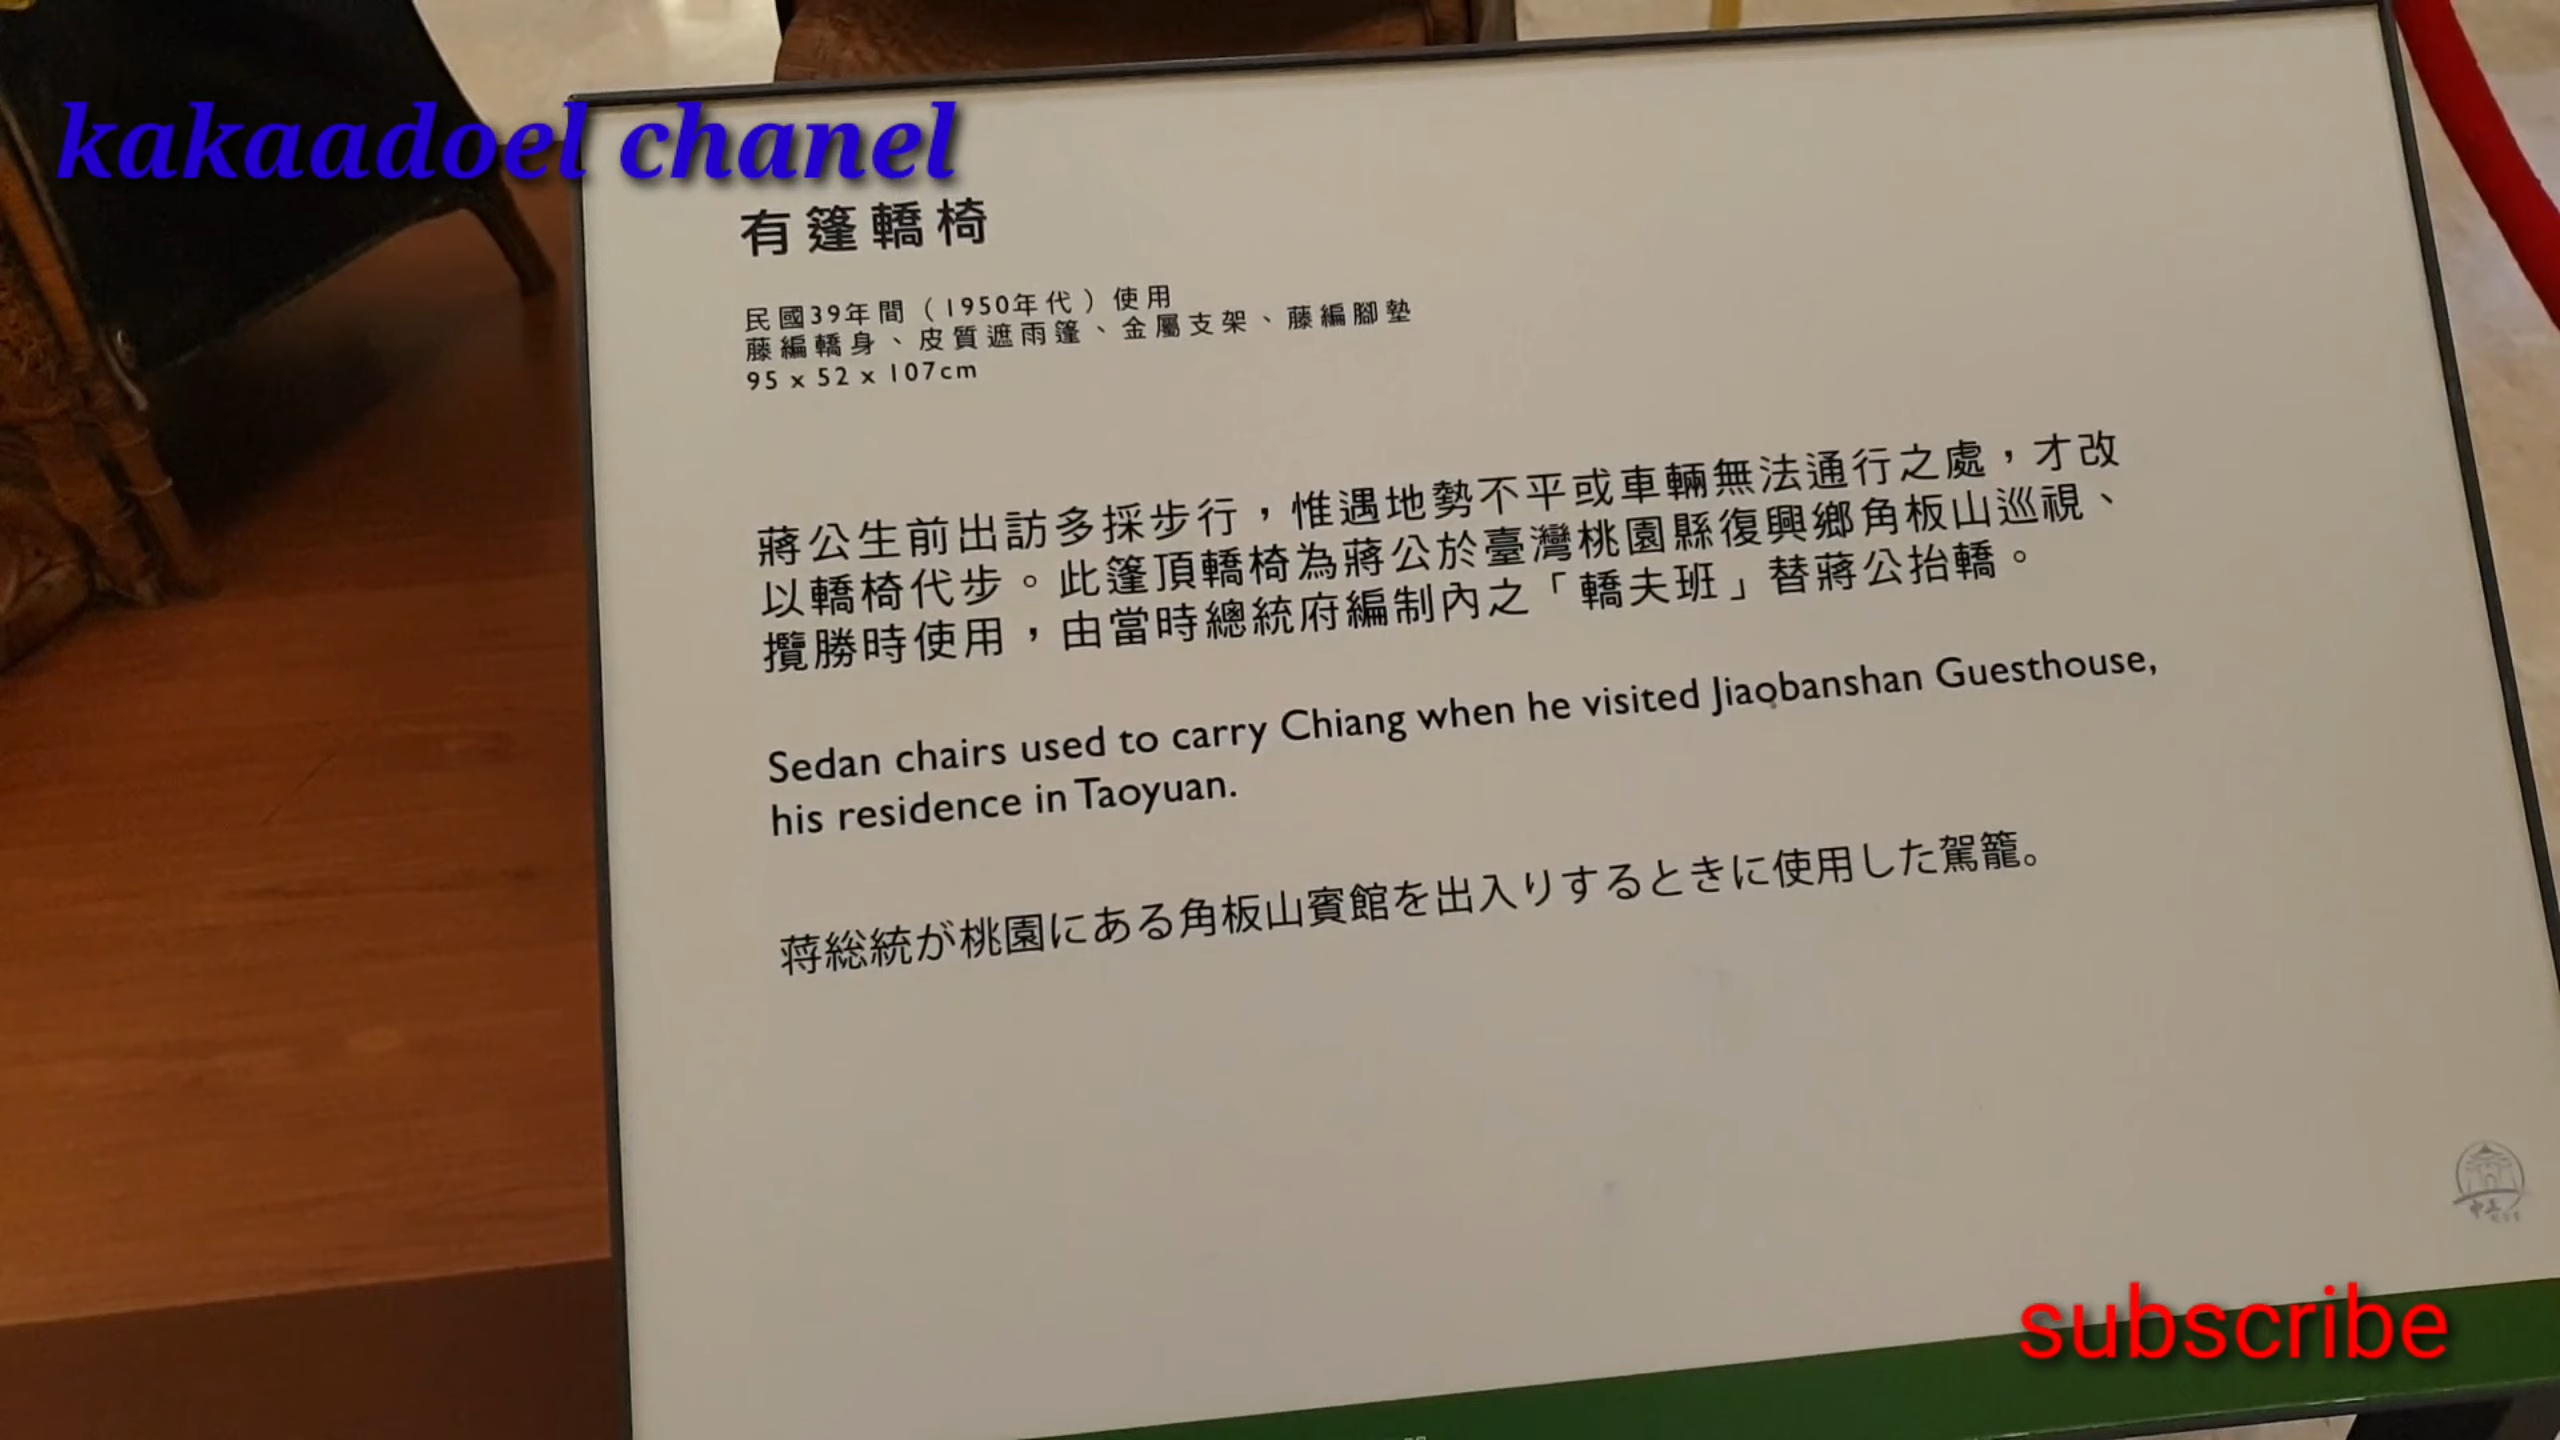 kakaadoel chanel
有篷轎椅
民國39年間（1950年代）使用
藤編轎身、皮質遮雨篷、金屬支架、藤編腳墊
95 x 52 x 107cm
蔣公生前出訪多採步行，惟遇地勢不平或車輛無法通行之處，才改
以轎椅代步。此篷頂轎椅為蔣公於臺灣桃園縣復興鄉角板山巡視、
攬勝時使用，由當時總統府編制內之「轎夫班」替蔣公抬轎。
Sedan chairs used to carry Chiang when he visited Jiaobanshan Guesthouse,
his residence in Taoyuan.
蒋総統が桃園にある角板山賓館を出入りするときに使用した駕籠。
subscribe